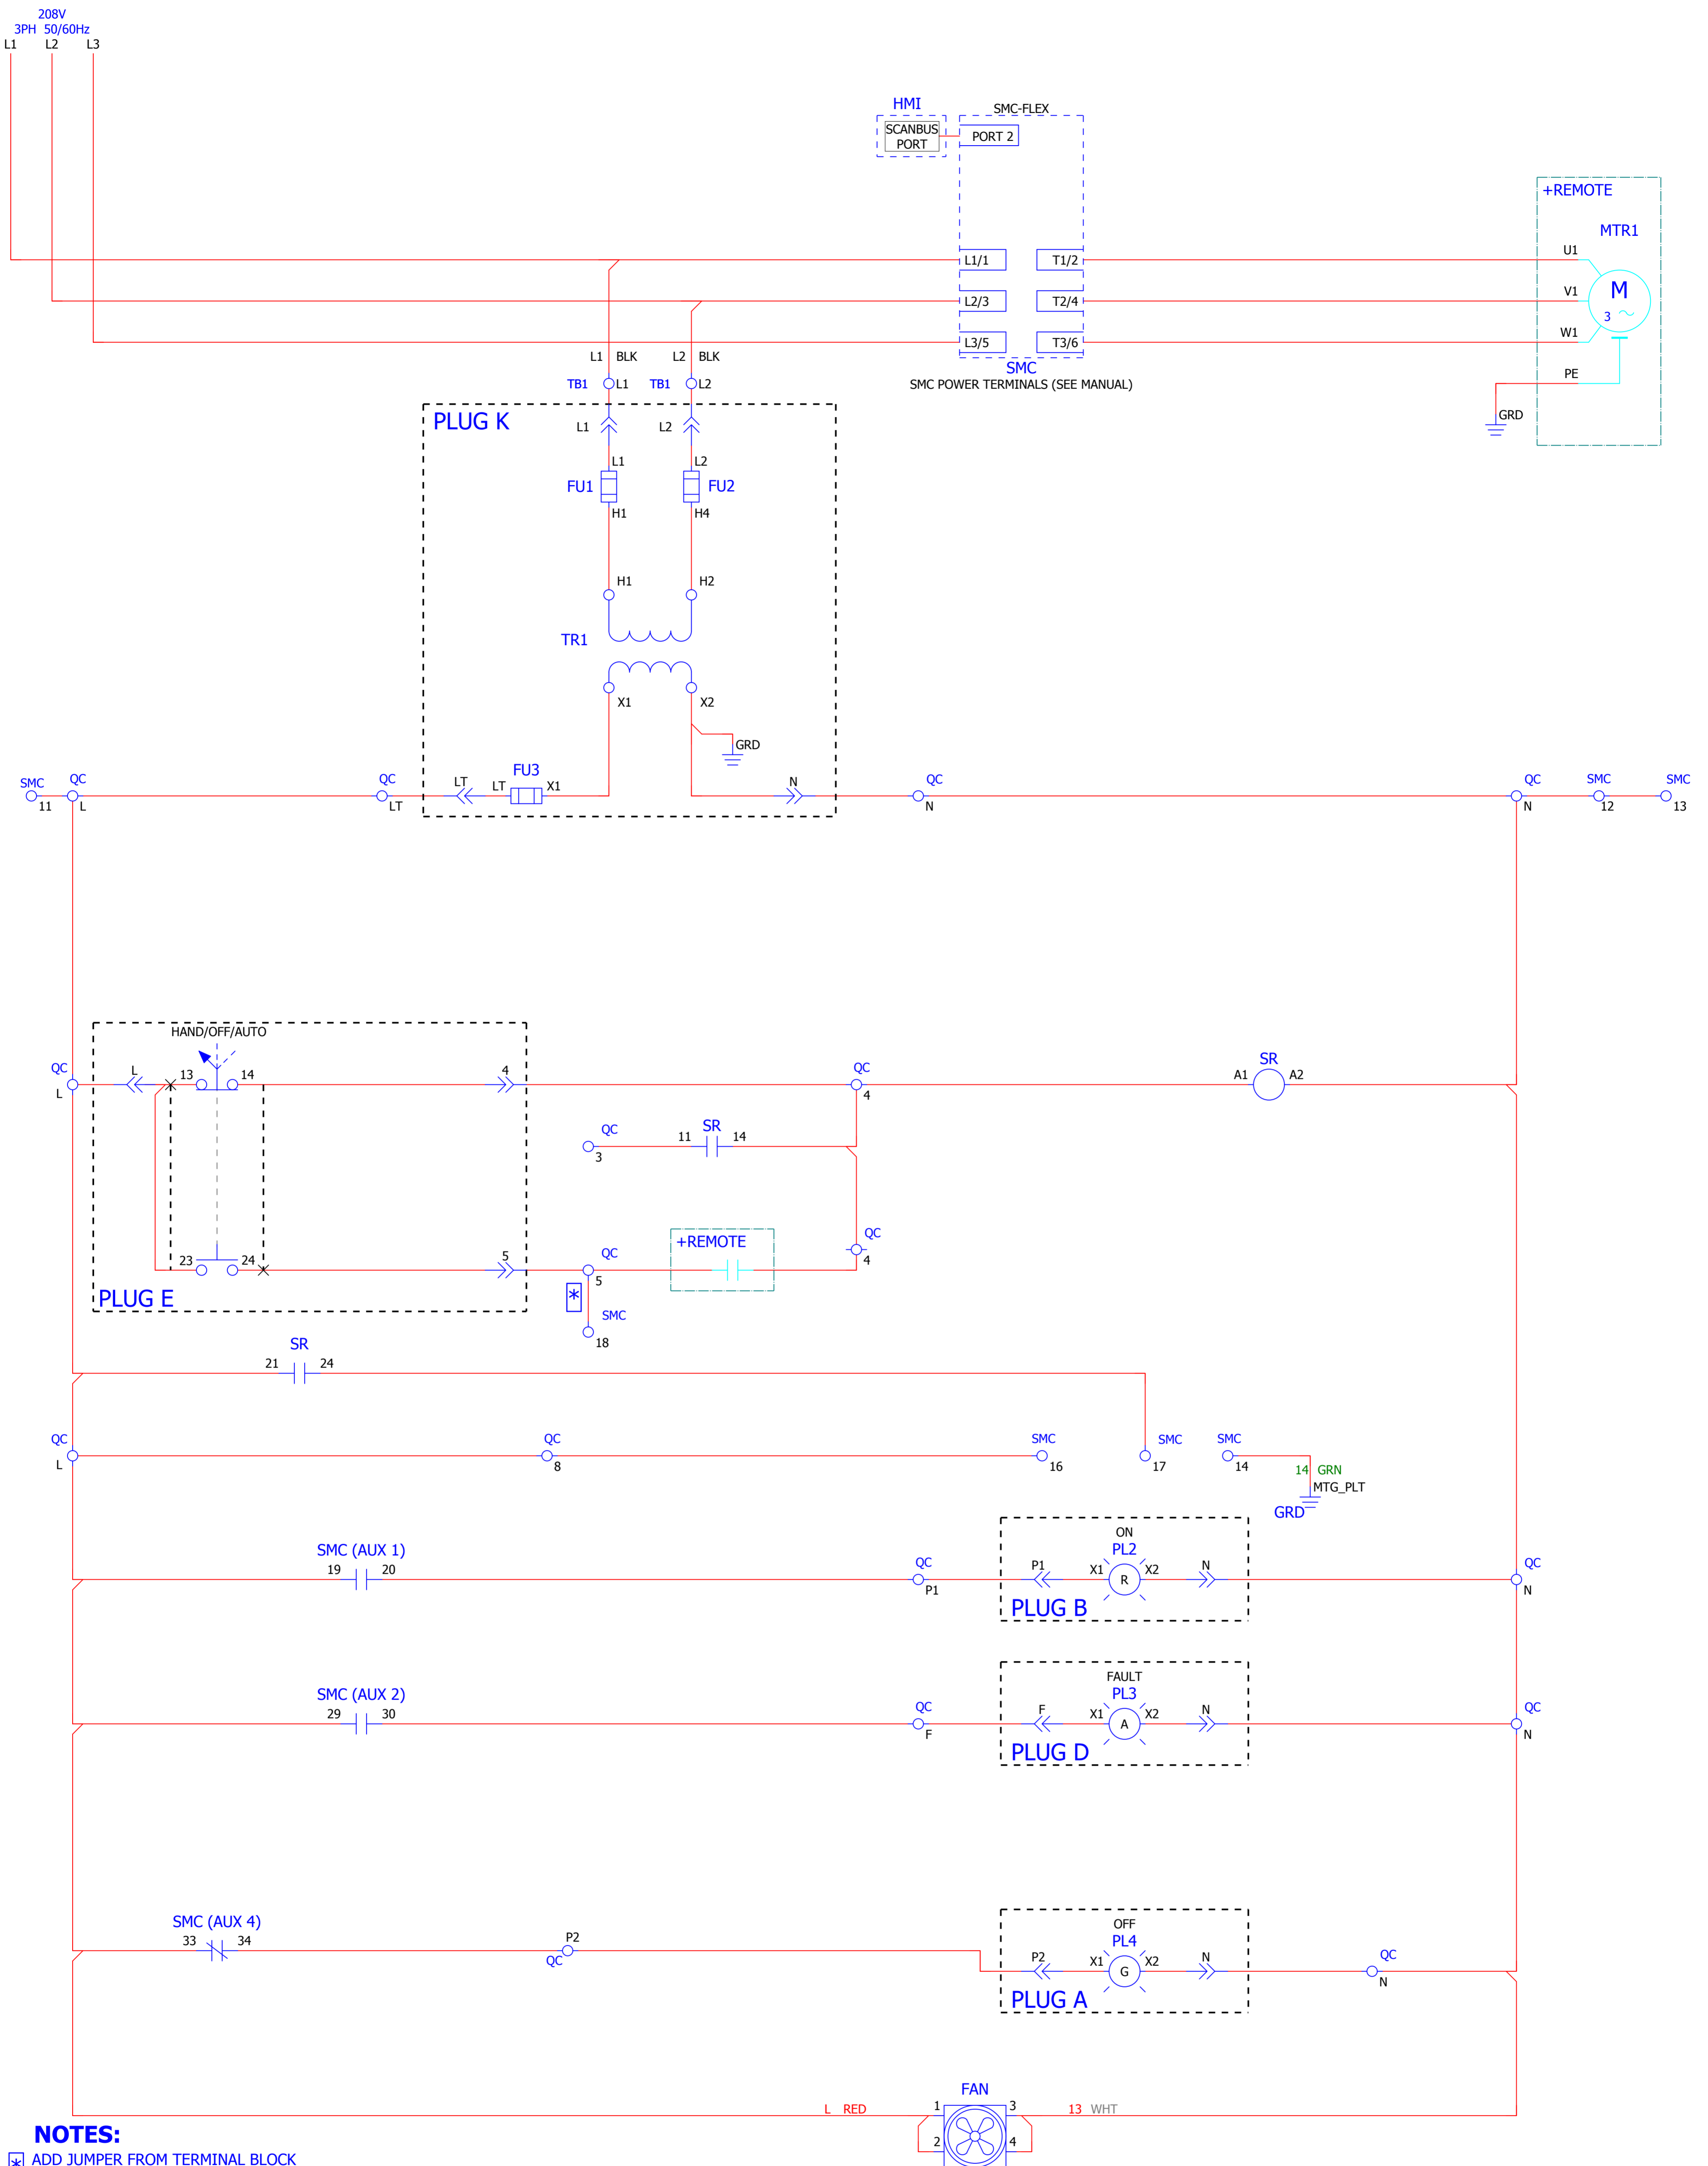 208V
3PH 50/60Hz
L1 L2 L3
HMI
SCANBUS
PORT
SMC-FLEX
PORT 2
+REMOTE
MTR1
L1/1 T1/2 U1
L2/3 T2/4 V1
M
3
L3/5 T3/6 W1
SMC
SMC POWER TERMINALS (SEE MANUAL)
PE
GRD
L1 BLK L2 BLK
TB1 L1 TB1 L2
PLUG K
L1 L2
L1 L2
FU1 FU2
H1 H4
H1 H2
TR1
X1 X2
GRD
SMC QC QC LT LT FU3 X1 N QC QC SMC SMC
11 L LT N N 12 13
HAND/OFF/AUTO
QC L 13 14 4 QC A1 SR A2
L 4
QC 11 SR 14
3
+REMOTE
23 24 5 QC QC
5 4
PLUG E
*
SMC
18
SR
21 24
QC QC SMC SMC SMC
L 8 16 17 14
14 GRN
MTG_PLT
GRD
ON
SMC (AUX 1) PL2
19 20 QC P1 X1 R X2 N QC
P1 N
PLUG B
FAULT
SMC (AUX 2) PL3
29 30 QC F X1 A X2 N QC
F N
PLUG D
OFF
SMC (AUX 4) PL4
33 34 P2
QC
P2 X1 G X2 N QC
N
PLUG A
FAN
L RED 1 3 13 WHT
2 4
NOTES:
* ADD JUMPER FROM TERMINAL BLOCK